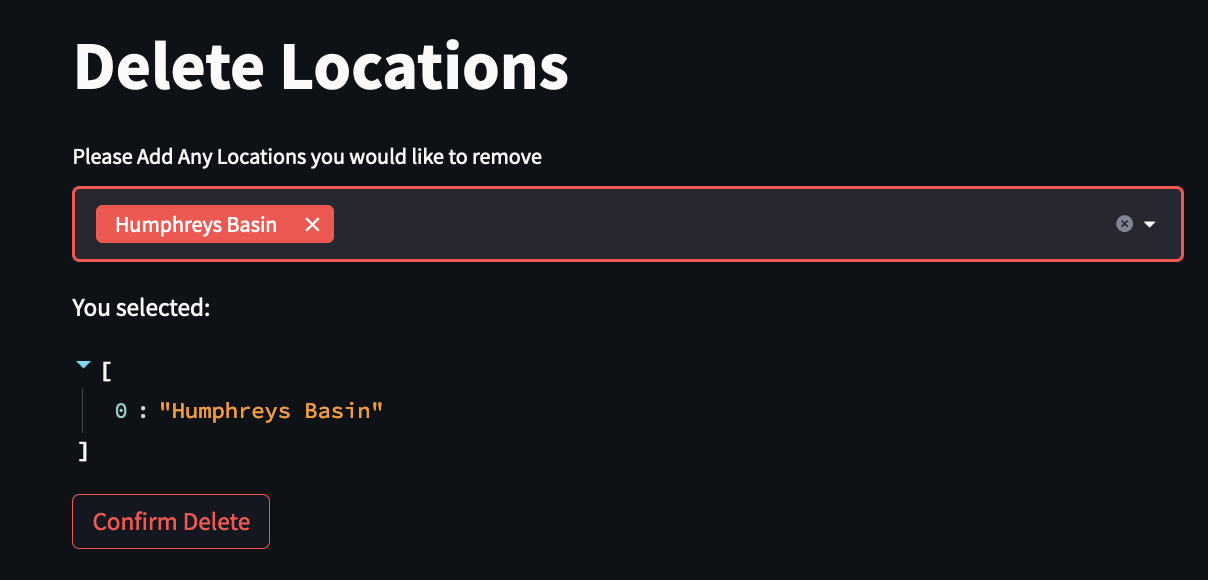 Delete Locations
Please Add Any Locations you would like to remove
Humphreys Basin
You selected:
[
0 : "Humphreys Basin"
]
Confirm Delete